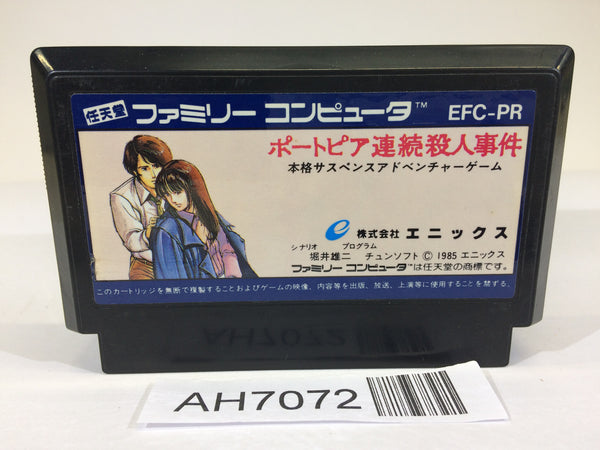 任天堂 ファミリー コンピュータ™ EFC-PR
ポートピア連続殺人事件
本格サスペンスアドベンチャーゲーム
e 株式会社 エニックス
シナリオ プログラム
堀井雄二 チュンソフト © 1985 エニックス
ファミリー コンピュータ™は任天堂の商標です。
このカートリッジを無断で複製することおよびゲームの映像、内容等を出版、放送、上演等に使用することを禁ずる。
AH7072
AH7072